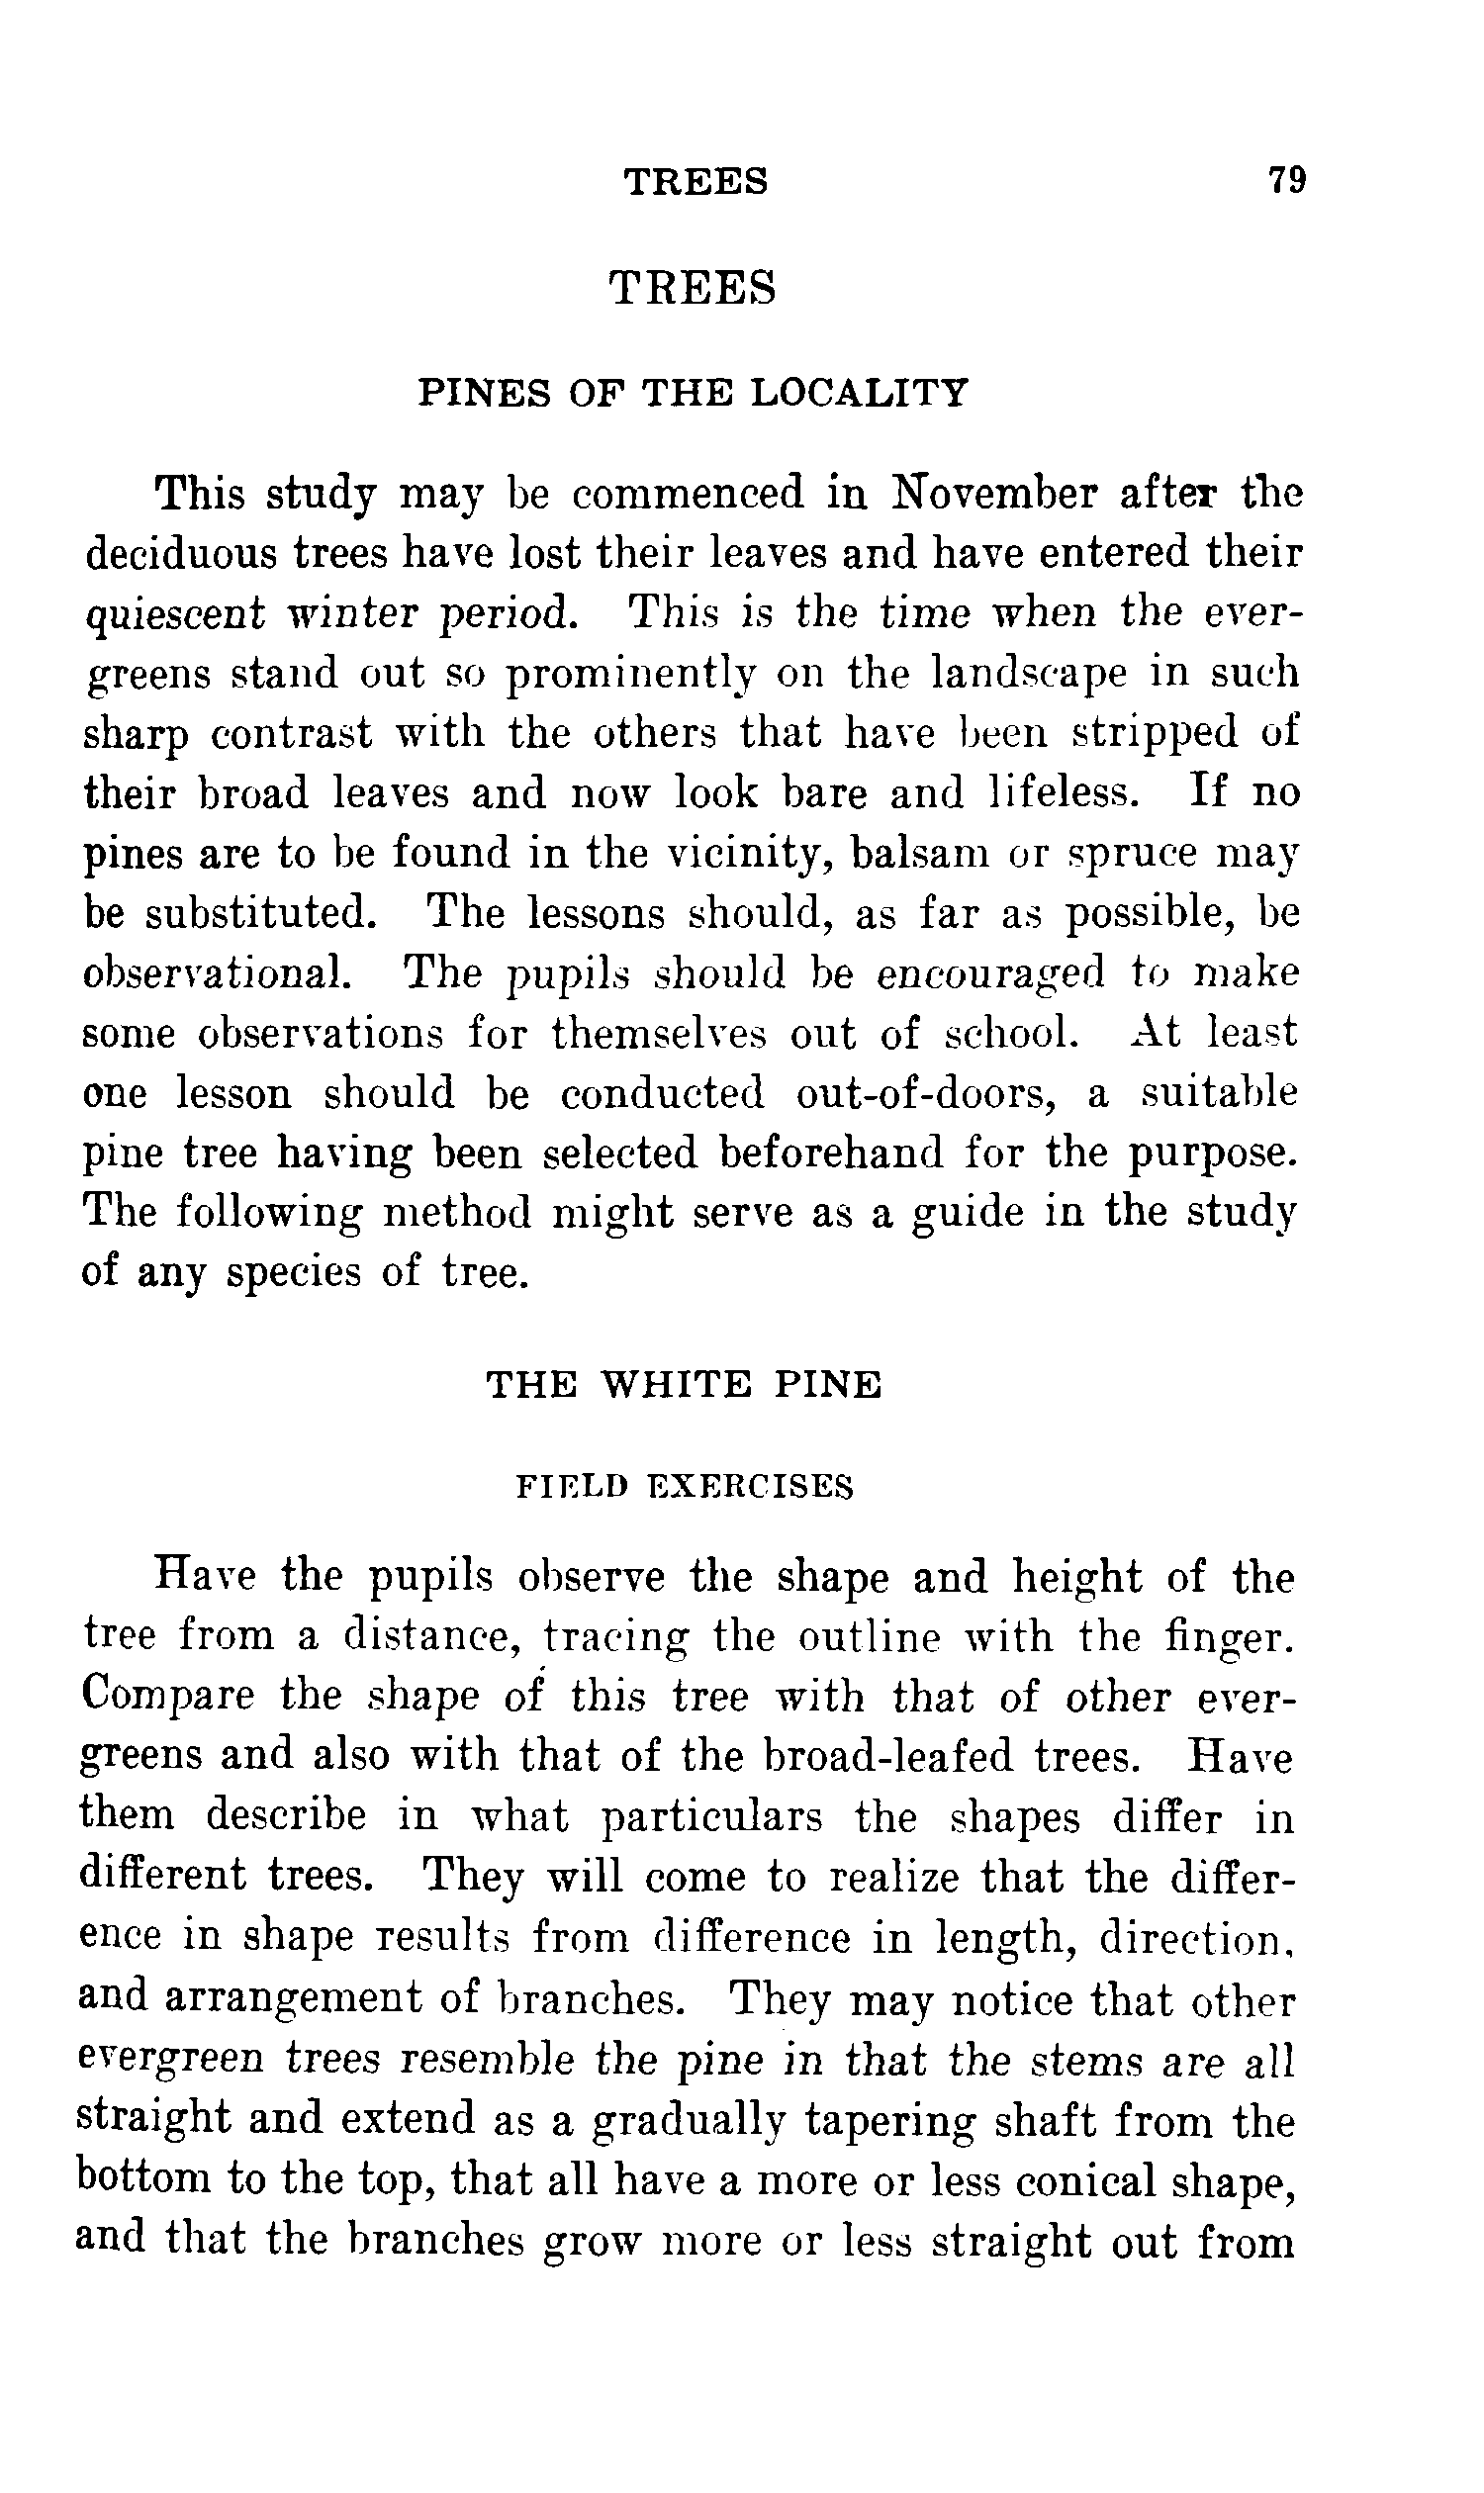 TREES 79
TREES
PINES OF THE LOCALITY
This study may be commenced in November after the
deciduous trees have lost their leaves and have entered their
quiescent winter period. This is the time when the ever-
greens stand out so prominently on the landscape in such
sharp contrast with the others that have been stripped of
their broad leaves and now look bare and lifeless. If no
pines are to be found in the vicinity, balsam or spruce may
be substituted. The lessons should, as far as possible, be
observational. The pupils should be encouraged to make
some observations for themselves out of school. At least
one lesson should be conducted out-of-doors, a suitable
pine tree having been selected beforehand for the purpose.
The following method might serve as a guide in the study
of any species of tree.
THE WHITE PINE
FIELD EXERCISES
Have the pupils observe the shape and height of the
tree from a distance, tracing the outline with the finger.
Compare the shape of this tree with that of other ever-
greens and also with that of the broad-leafed trees. Have
them describe in what particulars the shapes differ in
different trees. They will come to realize that the differ-
ence in shape results from difference in length, direction,
and arrangement of branches. They may notice that other
evergreen trees resemble the pine in that the stems are all
straight and extend as a gradually tapering shaft from the
bottom to the top, that all have a more or less conical shape,
and that the branches grow more or less straight out from